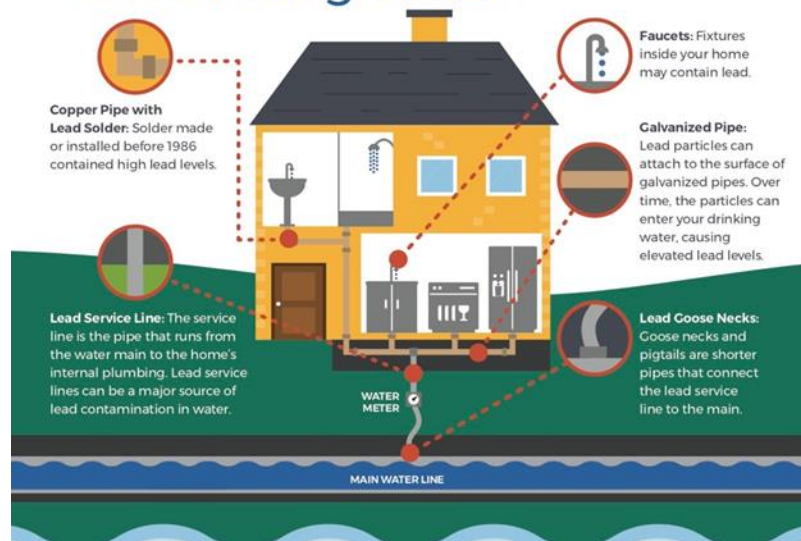 Copper Pipe with
Lead Solder: Solder made
or installed before 1986
contained high lead levels.
Faucets: Fixtures
inside your home
may contain lead.
Galvanized Pipe:
Lead particles can
attach to the surface of
galvanized pipes. Over
time, the particles can
enter your drinking
water, causing
elevated lead levels.
Lead Service Line: The service
line is the pipe that runs from
the water main to the home's
internal plumbing. Lead service
lines can be a major source of
lead contamination in water.
Lead Goose Necks:
Goose necks and
pigtails are shorter
pipes that connect
the lead service
line to the main.
WATER
METER
MAIN WATER LINE